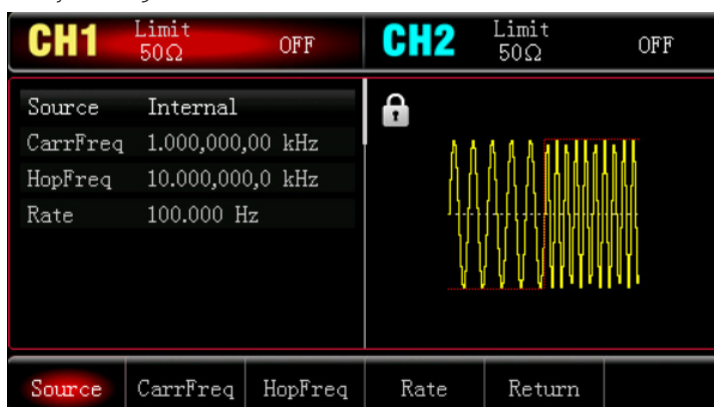 CH1 Limit 50Ω OFF CH2 Limit 50Ω OFF
Source Internal
CarrFreq 1.000,000,00 kHz
HopFreq 10.000,000,0 kHz
Rate 100.000 Hz
Source CarrFreq HopFreq Rate Return